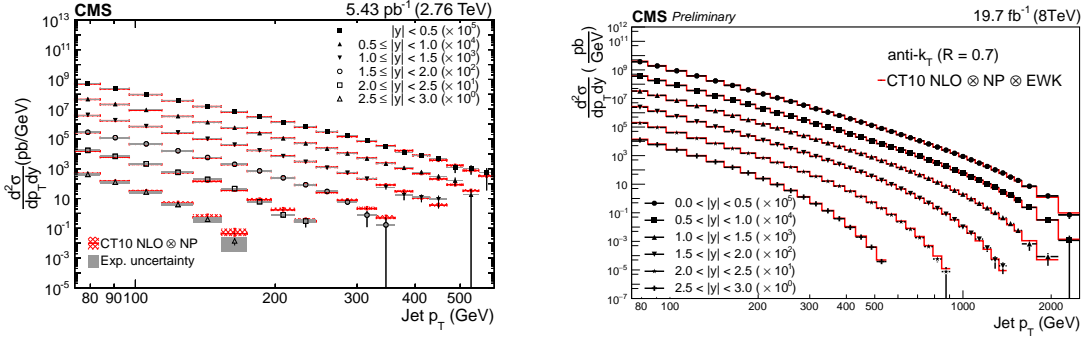 CMS 5.43 pb⁻¹ (2.76 TeV)
10¹³
10¹¹
10⁹
10⁷
10⁵
10³
10
10⁻¹
10⁻³
10⁻⁵
d²σ/dp_T dy (pb/GeV)
|y| < 0.5 (× 10⁵)
0.5 ≤ |y| < 1.0 (× 10⁴)
1.0 ≤ |y| < 1.5 (× 10³)
1.5 ≤ |y| < 2.0 (× 10²)
2.0 ≤ |y| < 2.5 (× 10¹)
2.5 ≤ |y| < 3.0 (× 10⁰)
CT10 NLO ⊗ NP
Exp. uncertainty
80 90 100 200 300 400 500
Jet p_T (GeV)
CMS Preliminary 19.7 fb⁻¹ (8TeV)
10¹³
10¹¹
10⁹
10⁷
10⁵
10³
10
10⁻¹
10⁻³
10⁻⁵
10⁻⁷
d²σ/dp_T dy (pb/GeV)
anti-k_T (R = 0.7)
CT10 NLO ⊗ NP ⊗ EWK
0.0 < |y| < 0.5 (× 10⁵)
0.5 < |y| < 1.0 (× 10⁴)
1.0 < |y| < 1.5 (× 10³)
1.5 < |y| < 2.0 (× 10²)
2.0 < |y| < 2.5 (× 10¹)
2.5 < |y| < 3.0 (× 10⁰)
80 100 200 300 400 1000 2000
Jet p_T (GeV)